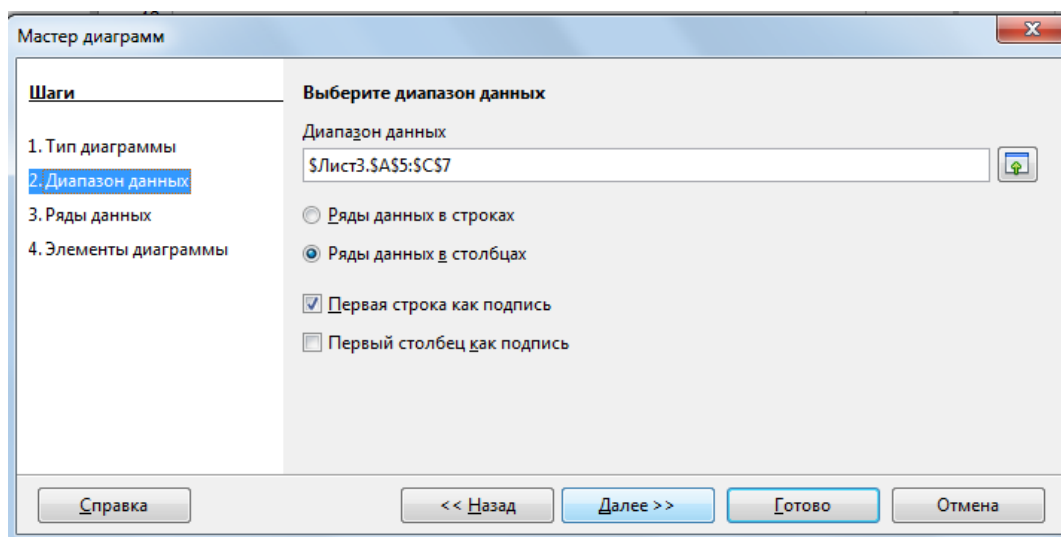 Мастер диаграмм
Шаги
1. Тип диаграммы
2. Диапазон данных
3. Ряды данных
4. Элементы диаграммы
Выберите диапазон данных
Диапазон данных
$Лист3.$A$5:$C$7
Ряды данных в строках
Ряды данных в столбцах
Первая строка как подпись
Первый столбец как подпись
Справка
<< Назад
Далее >>
Готово
Отмена